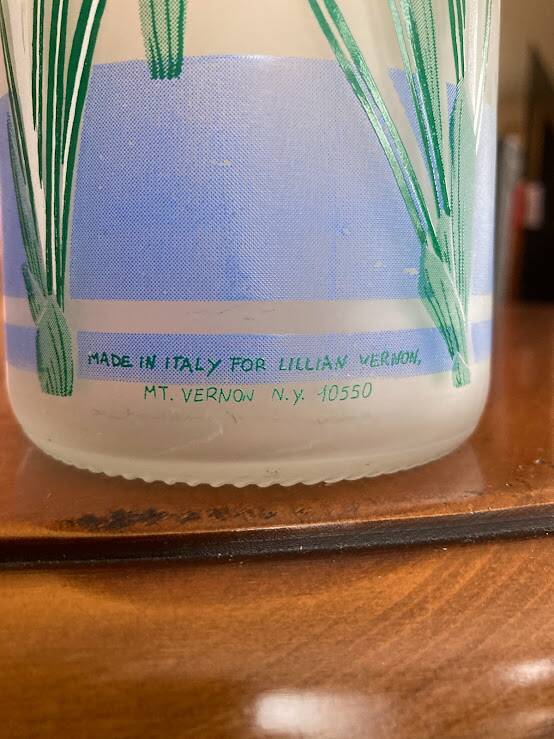 MADE IN ITALY FOR LILLIAN VERNON,
MT. VERNON N.Y. 10550